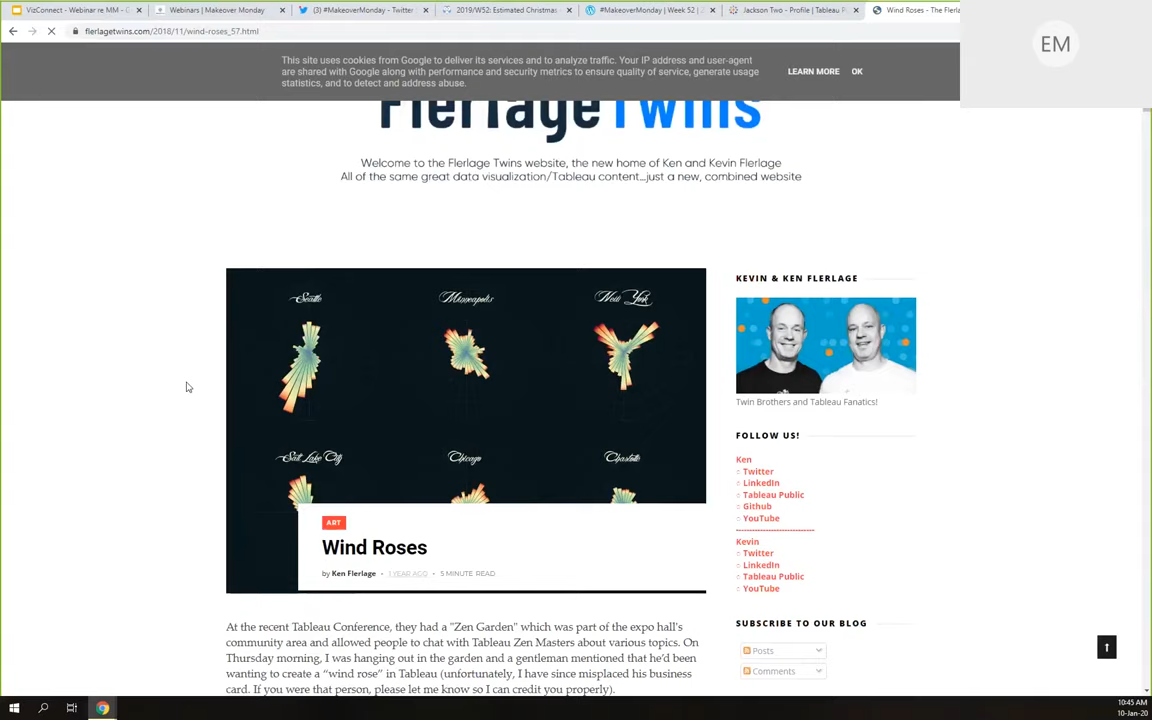 VizConnect - Webinar re MM - G
Webinars | Makeover Monday
(3) #MakeoverMonday - Twitter S
2019/W52: Estimated Christmas
#MakeoverMonday | Week 52 |
Jackson Two - Profile | Tableau P
Wind Roses - The Flerla
flerlagetwins.com/2018/11/wind-roses_57.html
EM
This site uses cookies from Google to deliver its services and to analyze traffic. Your IP address and user-agent
are shared with Google along with performance and security metrics to ensure quality of service, generate usage
statistics, and to detect and address abuse.
LEARN MORE
OK
FlerlageTwins
Welcome to the Flerlage Twins website, the new home of Ken and Kevin Flerlage
All of the same great data visualization/Tableau content...just a new, combined website
Seattle
Minneapolis
New York
Salt Lake City
Chicago
Charlotte
ART
Wind Roses
by Ken Flerlage • 1 YEAR AGO • 5 MINUTE READ
At the recent Tableau Conference, they had a "Zen Garden" which was part of the expo hall's
community area and allowed people to chat with Tableau Zen Masters about various topics. On
Thursday morning, I was hanging out in the garden and a gentleman mentioned that he'd been
wanting to create a "wind rose" in Tableau (unfortunately, I have since misplaced his business
card. If you were that person, please let me know so I can credit you properly).
KEVIN & KEN FLERLAGE
Twin Brothers and Tableau Fanatics!
FOLLOW US!
Ken
Twitter
LinkedIn
Tableau Public
Github
YouTube
----------------------------
Kevin
Twitter
LinkedIn
Tableau Public
YouTube
SUBSCRIBE TO OUR BLOG
Posts
Comments
10:45 AM
10-Jan-20